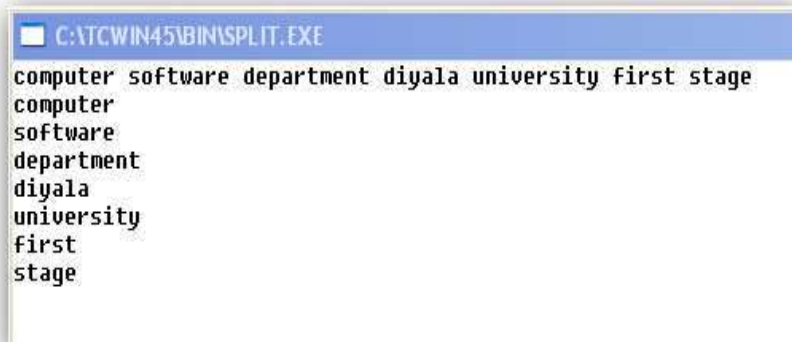 C:\TCWIN45\BIN\SPLIT.EXE
computer software department diyala university first stage
computer
software
department
diyala
university
first
stage